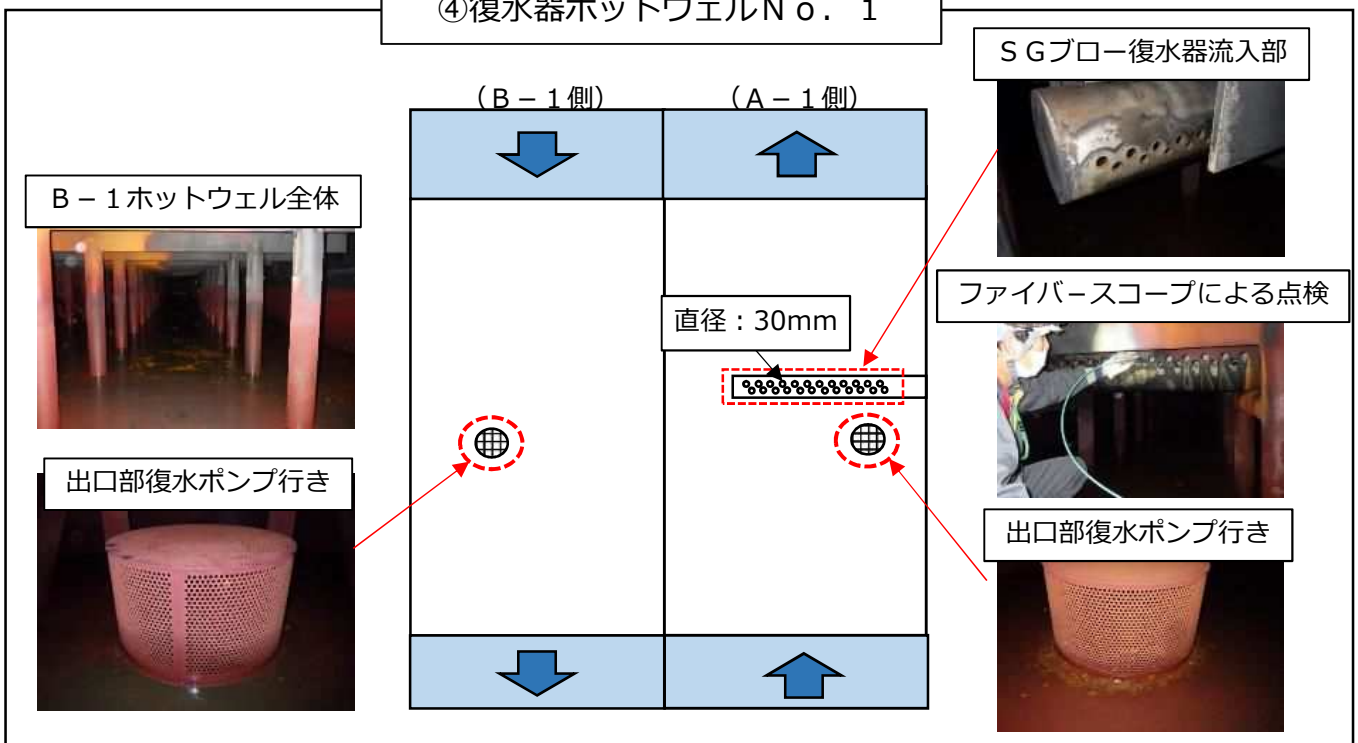 ④復水器ホットウェルNo. 1
SGブロー復水器流入部
(B-1側)
(A-1側)
B-1ホットウェル全体
ファイバースコープによる点検
直径:30mm
出口部復水ポンプ行き
出口部復水ポンプ行き